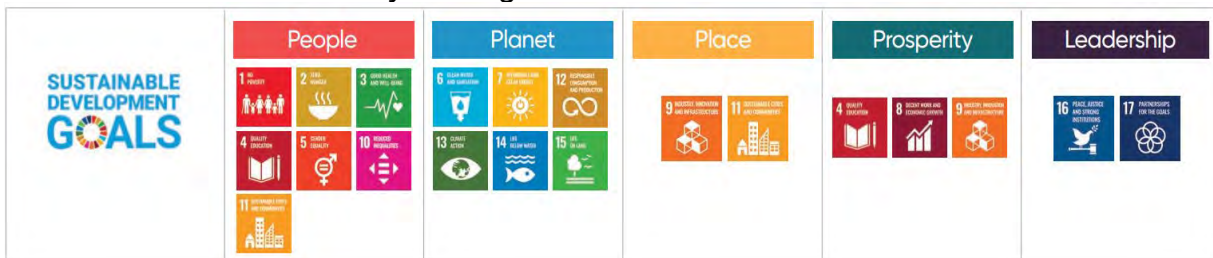 SUSTAINABLE
DEVELOPMENT
GOALS
People
1 NO
POVERTY
2 ZERO
HUNGER
3 GOOD HEALTH
AND WELL-BEING
4 QUALITY
EDUCATION
5 GENDER
EQUALITY
10 REDUCED
INEQUALITIES
11 SUSTAINABLE CITIES
AND COMMUNITIES
Planet
6 CLEAN WATER
AND SANITATION
7 AFFORDABLE AND
CLEAN ENERGY
12 RESPONSIBLE
CONSUMPTION
AND PRODUCTION
13 CLIMATE
ACTION
14 LIFE
BELOW WATER
15 LIFE
ON LAND
Place
9 INDUSTRY, INNOVATION
AND INFRASTRUCTURE
11 SUSTAINABLE CITIES
AND COMMUNITIES
Prosperity
4 QUALITY
EDUCATION
8 DECENT WORK AND
ECONOMIC GROWTH
9 INDUSTRY, INNOVATION
AND INFRASTRUCTURE
Leadership
16 PEACE, JUSTICE
AND STRONG
INSTITUTIONS
17 PARTNERSHIPS
FOR THE GOALS